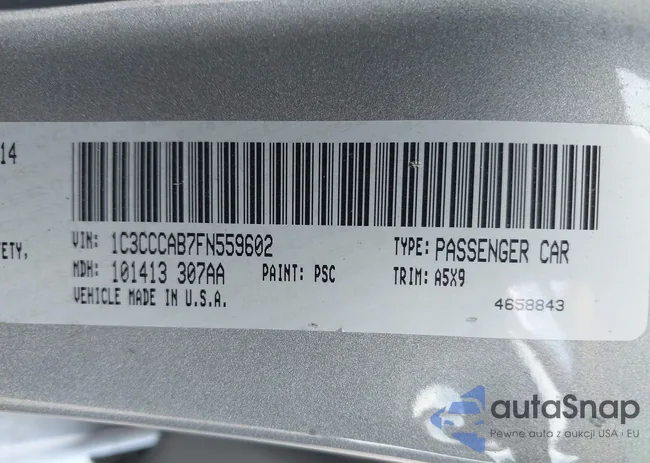 14
VIN: 1C3CCCAB7FN559602 TYPE: PASSENGER CAR
ETY.
MDH: 101413 307AA PAINT: PSC TRIM: A5X9
VEHICLE MADE IN U.S.A. 4658843
autaSnap
Pewne auto z aukcji USA i EU